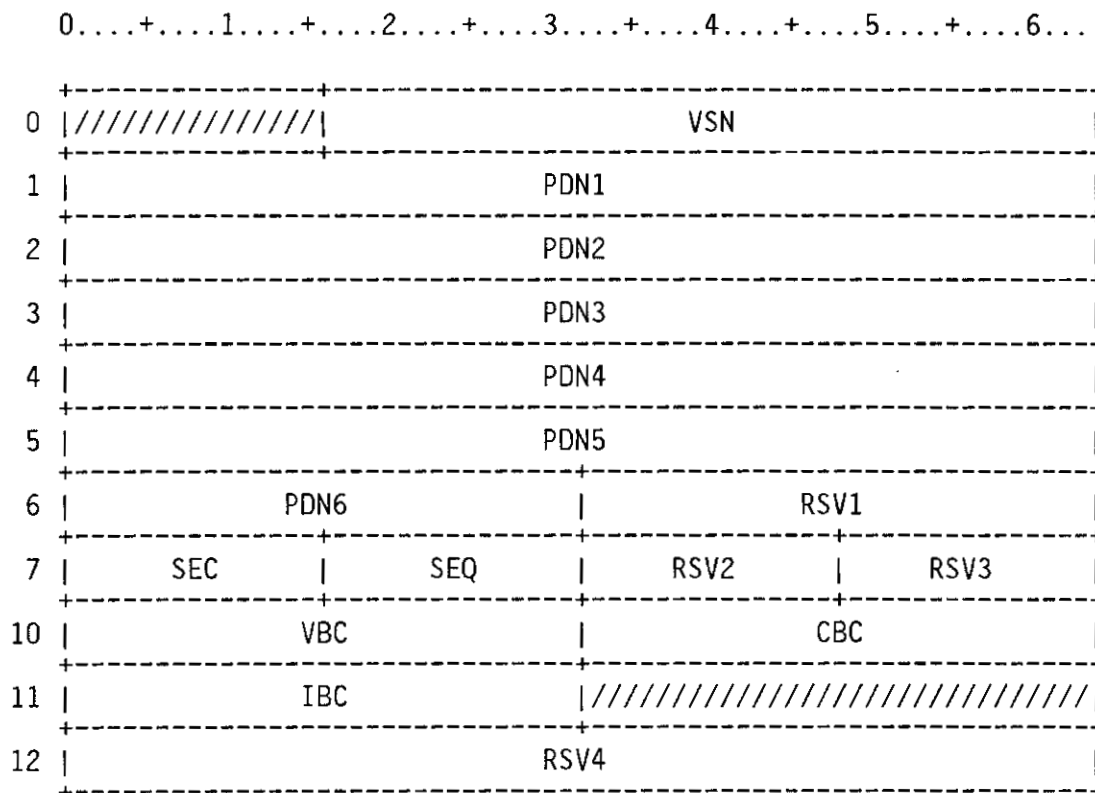 0....+....1....+....2....+....3....+....4....+....5....+....6...
0 |///////////////| VSN
1 | PDN1 |
2 | PDN2 |
3 | PDN3 |
4 | PDN4 |
5 | PDN5 |
6 | PDN6 | RSV1 |
7 | SEC | SEQ | RSV2 | RSV3 |
10 | VBC | CBC |
11 | IBC |///////////////////////////////
12 | RSV4 |